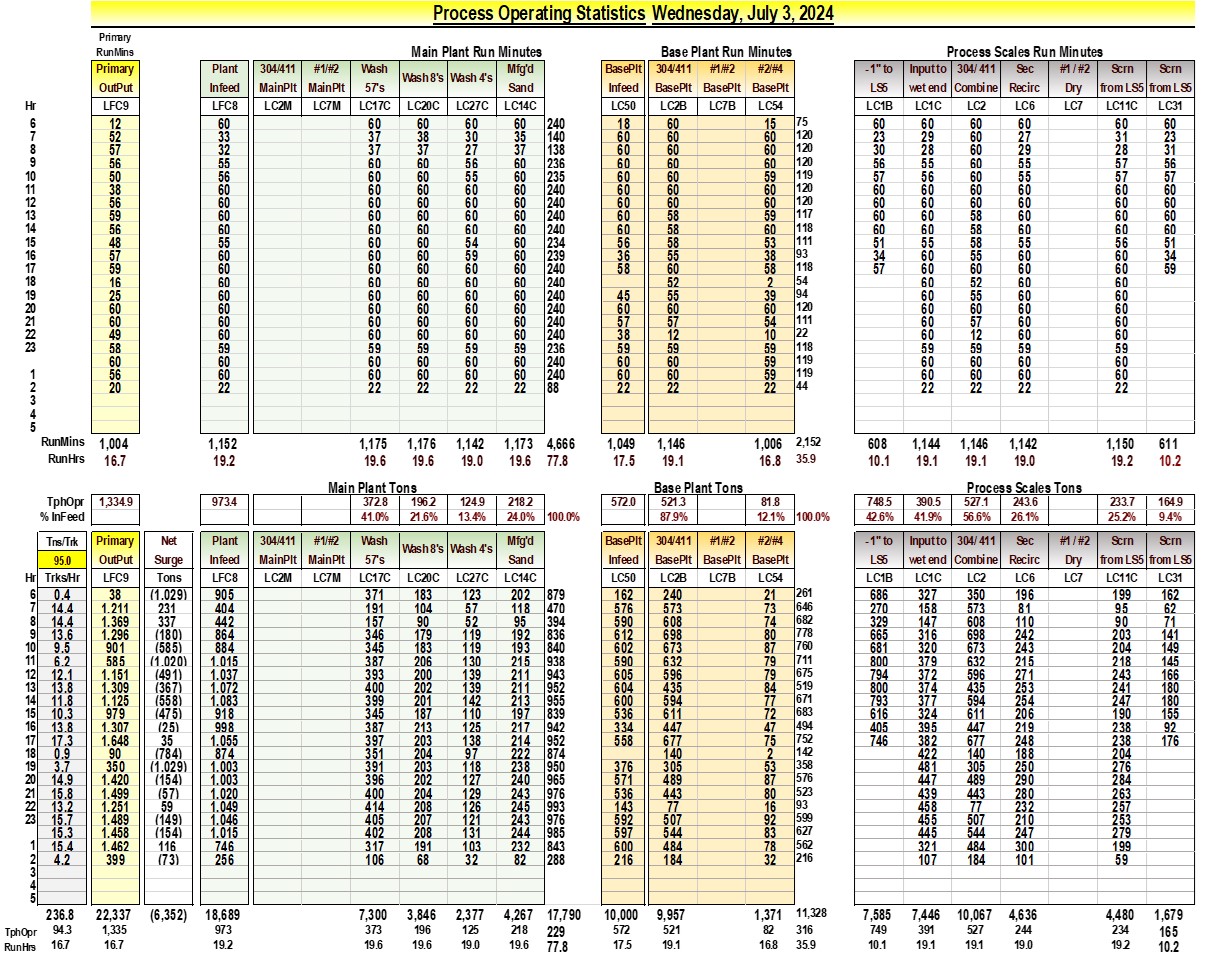 Process Operating Statistics Wednesday, July 3, 2024
Primary
RunMins Main Plant Run Minutes Base Plant Run Minutes Process Scales Run Minutes
Primary Plant 304/411 #1/#2 Wash Wash 8's Wash 4's Mfg'd BasePlt 304/411 #1/#2 #2/#4 -1" to Input to 304/ 411 Sec #1 / #2 Scrn Scrn
OutPut Infeed MainPlt MainPlt 57's Sand Infeed BasePlt BasePlt BasePlt LS5 wet end Combine Recirc Dry from LS5 from LS5
Hr LFC9 LFC8 LC2M LC7M LC17C LC20C LC27C LC14C LC50 LC2B LC7B LC54 LC1B LC1C LC2 LC6 LC7 LC11C LC31
6 12 60 60 60 60 60 240 18 60 15 75 60 60 60 60 60 60
7 52 33 37 38 30 35 140 60 60 60 120 23 29 60 27 31 23
8 57 32 37 37 27 37 138 60 60 60 120 30 28 60 29 28 31
9 56 55 60 60 56 60 236 60 60 60 120 56 55 60 55 57 56
10 50 56 60 60 55 60 235 60 60 59 119 57 56 60 55 57 57
11 38 60 60 60 60 60 240 60 60 60 120 60 60 60 60 60 60
12 56 60 60 60 60 60 240 60 60 60 120 60 60 60 60 60 60
13 59 60 60 60 60 60 240 60 58 59 117 60 60 58 60 60 60
14 56 60 60 60 60 60 240 60 58 60 118 60 60 58 60 60 60
15 48 55 60 60 54 60 234 56 58 53 111 51 55 58 55 56 51
16 57 60 60 60 59 60 239 36 55 38 93 34 60 55 60 60 34
17 59 60 60 60 60 60 240 58 60 58 118 57 60 60 60 60 59
18 16 60 60 60 60 60 240 52 2 54 60 52 60 60
19 25 60 60 60 60 60 240 45 55 39 94 60 55 60 60
20 60 60 60 60 60 60 240 60 60 60 120 60 60 60 60
21 60 60 60 60 60 60 240 57 57 54 111 60 57 60 60
22 49 60 60 60 60 60 240 38 12 10 22 60 12 60 60
23 58 59 59 59 59 59 236 59 59 59 118 59 59 59 59
60 60 60 60 60 60 240 60 60 59 119 60 60 60 60
1 56 60 60 60 60 60 240 60 60 59 119 60 60 60 60
2 20 22 22 22 22 22 88 22 22 22 44 22 22 22 22
3
4
5
RunMins 1,004 1,152 1,175 1,176 1,142 1,173 4,666 1,049 1,146 1,006 2,152 608 1,144 1,146 1,142 1,150 611
RunHrs 16.7 19.2 19.6 19.6 19.0 19.6 77.8 17.5 19.1 16.8 35.9 10.1 19.1 19.1 19.0 19.2 10.2
Main Plant Tons Base Plant Tons Process Scales Tons
TphOpr 1,334.9 973.4 372.8 196.2 124.9 218.2 572.0 521.3 81.8 748.5 390.5 527.1 243.6 233.7 164.9
% InFeed 41.0% 21.6% 13.4% 24.0% 100.0% 87.9% 12.1% 100.0% 42.6% 41.9% 56.6% 26.1% 25.2% 9.4%
Tns/Trk Primary Net Plant 304/411 #1/#2 Wash Wash 8's Wash 4's Mfg'd BasePlt 304/411 #1/#2 #2/#4 -1" to Input to 304/ 411 Sec #1 / #2 Scrn Scrn
95.0 OutPut Surge Infeed MainPlt MainPlt 57's Sand Infeed BasePlt BasePlt BasePlt LS5 wet end Combine Recirc Dry from LS5 from LS5
Hr Trks/Hr LFC9 Tons LFC8 LC2M LC7M LC17C LC20C LC27C LC14C LC50 LC2B LC7B LC54 LC1B LC1C LC2 LC6 LC7 LC11C LC31
6 0.4 38 (1.029) 905 371 183 123 202 879 162 240 21 261 686 327 350 196 199 162
7 14.4 1.211 231 404 191 104 57 118 470 576 573 73 646 270 158 573 81 95 62
8 14.4 1.369 337 442 157 90 52 95 394 590 608 74 682 329 147 608 110 90 71
9 13.6 1.296 (180) 864 346 179 119 192 836 612 698 80 778 665 316 698 242 203 141
10 9.5 901 (585) 884 345 183 119 193 840 602 673 87 760 681 320 673 243 204 149
11 6.2 585 (1.020) 1.015 387 206 130 215 938 590 632 79 711 800 379 632 215 218 145
12 12.1 1.151 (491) 1.037 393 200 139 211 943 605 596 79 675 794 372 596 271 243 166
13 13.8 1.309 (367) 1.072 400 202 139 211 952 604 435 84 519 800 374 435 253 241 180
14 11.8 1.125 (558) 1.083 399 201 142 213 955 600 594 77 671 793 377 594 254 247 180
15 10.3 979 (475) 918 345 187 110 197 839 536 611 72 683 616 324 611 206 190 155
16 13.8 1.307 (25) 998 387 213 125 217 942 334 447 47 494 405 395 447 219 238 92
17 17.3 1.648 35 1.055 397 203 138 214 952 558 677 75 752 746 382 677 248 238 176
18 0.9 90 (784) 874 351 204 97 222 874 140 2 142 422 140 188 204
19 3.7 350 (1.029) 1.003 391 203 118 238 950 376 305 53 358 481 305 250 276
20 14.9 1.420 (154) 1.003 396 202 127 240 965 571 489 87 576 447 489 290 284
21 15.8 1.499 (57) 1.020 400 204 129 243 976 536 443 80 523 439 443 280 263
22 13.2 1.251 59 1.049 414 208 126 245 993 143 77 16 93 458 77 232 257
23 15.7 1.489 (149) 1.046 405 207 121 243 976 592 507 92 599 455 507 210 253
15.3 1.458 (154) 1.015 402 208 131 244 985 597 544 83 627 445 544 247 279
1 15.4 1.462 116 746 317 191 103 232 843 600 484 78 562 321 484 300 199
2 4.2 399 (73) 256 106 68 32 82 288 216 184 32 216 107 184 101 59
3
4
5
236.8 22,337 (6,352) 18,689 7,300 3,846 2,377 4,267 17,790 10,000 9,957 1,371 11,328 7,585 7,446 10,067 4,636 4,480 1,679
TphOpr 94.3 1,335 973 373 196 125 218 229 572 521 82 316 749 391 527 244 234 165
RunHrs 16.7 16.7 19.2 19.6 19.6 19.0 19.6 77.8 17.5 19.1 16.8 35.9 10.1 19.1 19.1 19.0 19.2 10.2